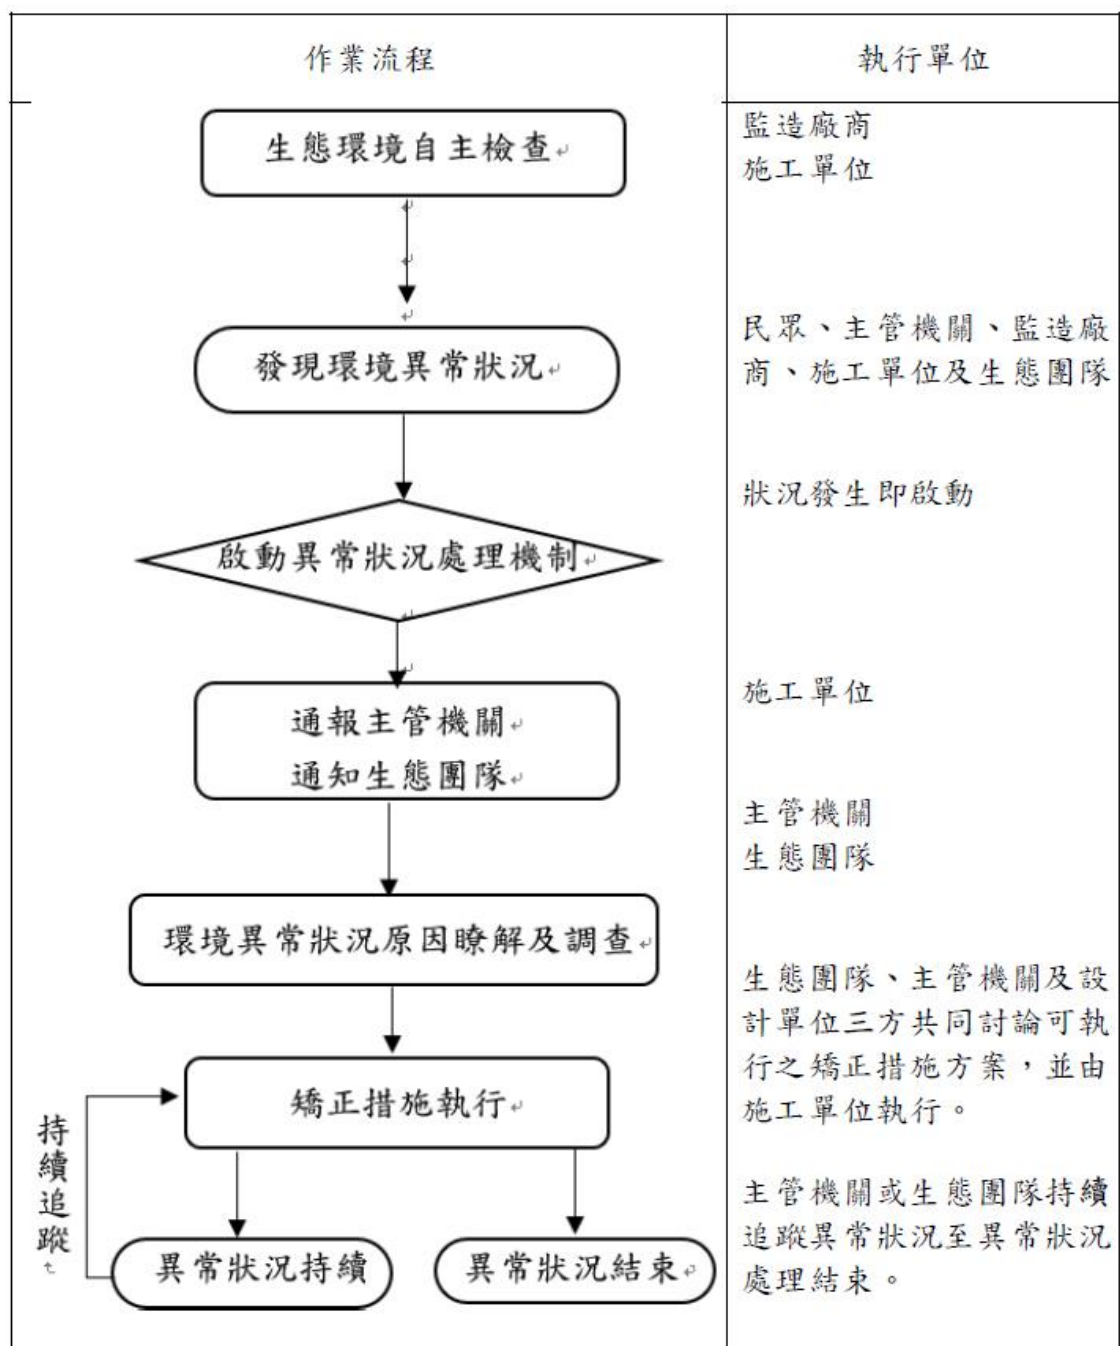 作業流程
執行單位
生態環境自主檢查
監造廠商
施工單位
發現環境異常狀況
民眾、主管機關、監造廠
商、施工單位及生態團隊
啟動異常狀況處理機制
狀況發生即啟動
通報主管機關
通知生態團隊
施工單位
環境異常狀況原因瞭解及調查
主管機關
生態團隊
矯正措施執行
生態團隊、主管機關及設
計單位三方共同討論可執
行之矯正措施方案，並由
施工單位執行。
持續追蹤
異常狀況持續
異常狀況結束
主管機關或生態團隊持續
追蹤異常狀況至異常狀況
處理結束。